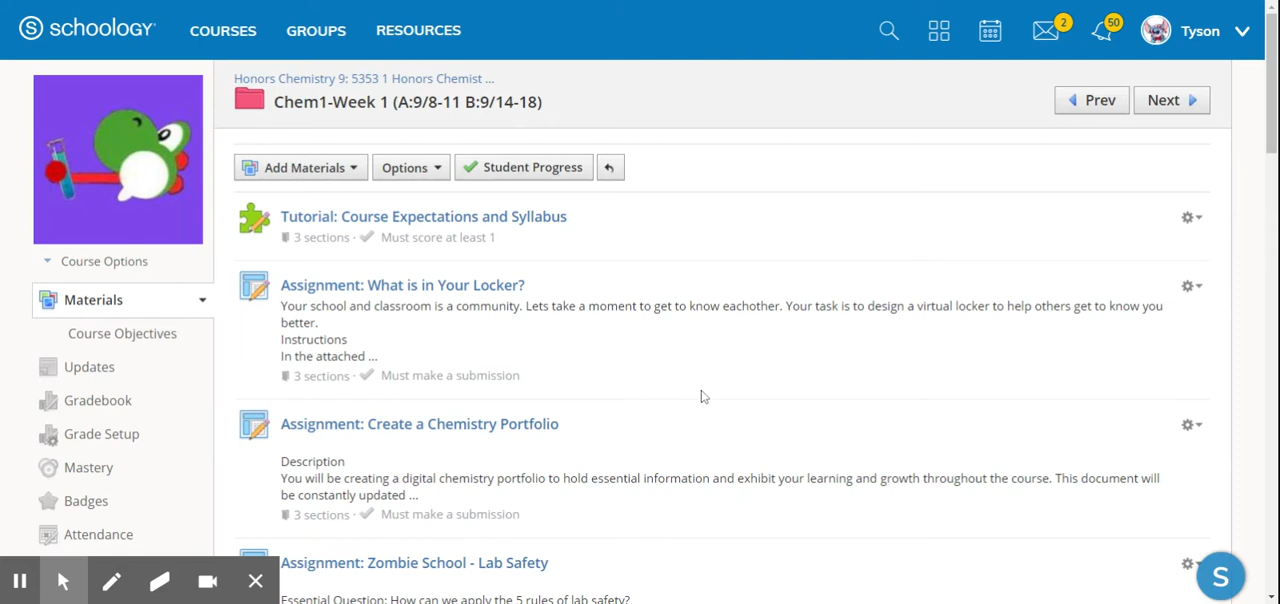 schoology
COURSES
GROUPS
RESOURCES
2
50
Tyson
Honors Chemistry 9: 5353 1 Honors Chemist ...
Chem1-Week 1 (A:9/8-11 B:9/14-18)
Prev
Next
Add Materials
Options
Student Progress
Tutorial: Course Expectations and Syllabus
3 sections · Must score at least 1
Course Options
Assignment: What is in Your Locker?
Your school and classroom is a community. Lets take a moment to get to know eachother. Your task is to design a virtual locker to help others get to know you
better.
Instructions
In the attached ...
3 sections · Must make a submission
Materials
Course Objectives
Updates
Gradebook
Grade Setup
Mastery
Badges
Attendance
Assignment: Create a Chemistry Portfolio
Description
You will be creating a digital chemistry portfolio to hold essential information and exhibit your learning and growth throughout the course. This document will
be constantly updated ...
3 sections · Must make a submission
Assignment: Zombie School - Lab Safety
Essential Question: How can we apply the 5 rules of lab safety?
S